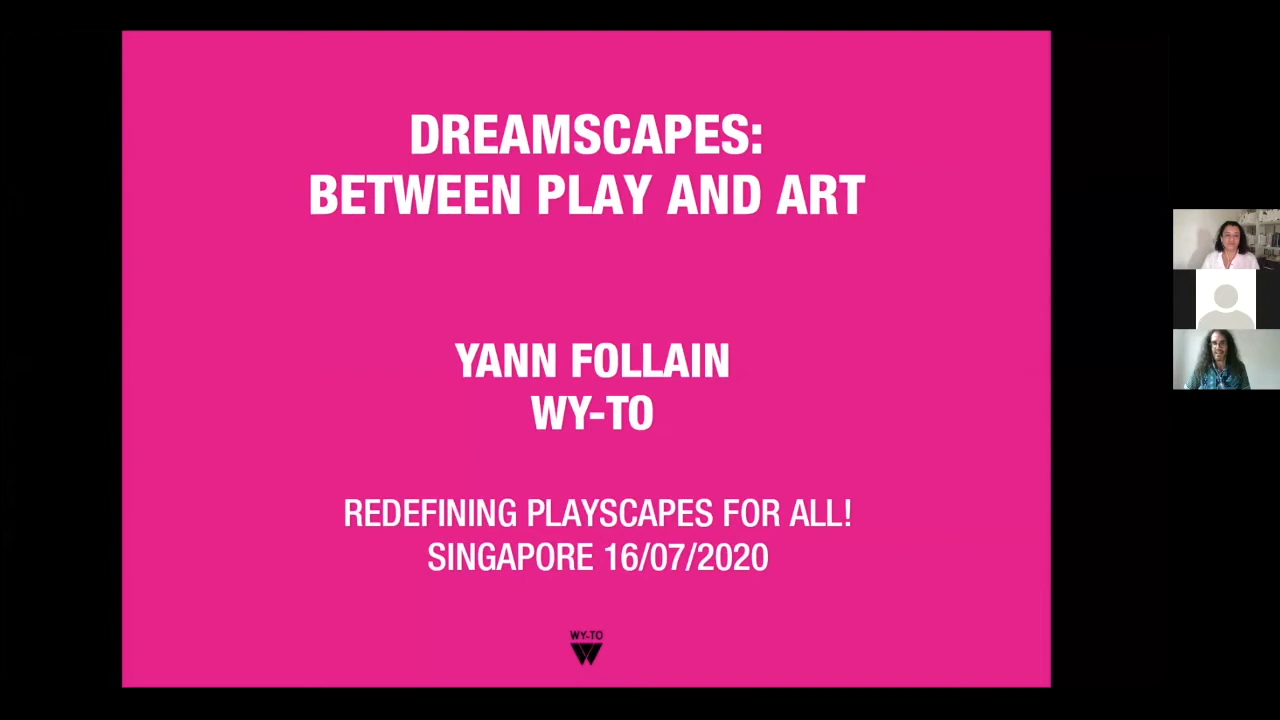 DREAMSCAPES:
BETWEEN PLAY AND ART
YANN FOLLAIN
WY-TO
REDEFINING PLAYSCAPES FOR ALL!
SINGAPORE 16/07/2020
WY-TO